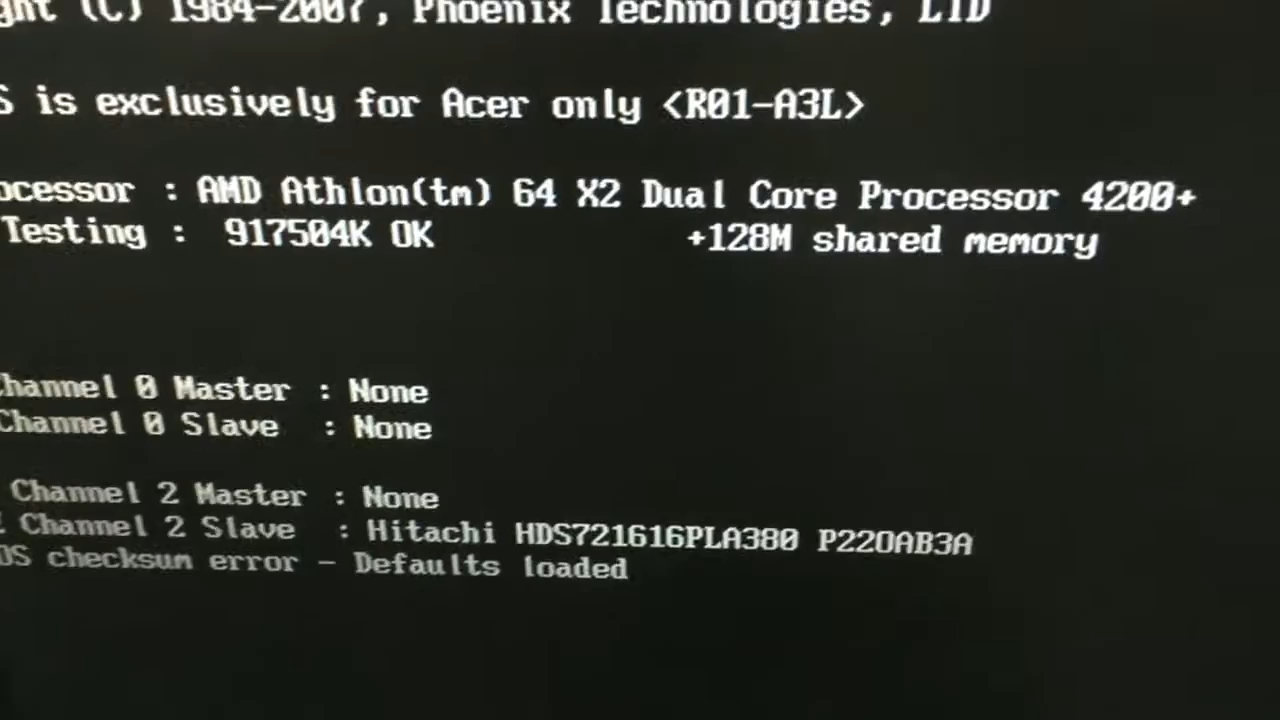 (C) 1984-2007, Phoenix Technologies, LTD
S is exclusively for Acer only <R01-A3L>
ocessor : AMD Athlon(tm) 64 X2 Dual Core Processor 4200+
Testing : 917504K OK +128M shared memory
Channel 0 Master : None
Channel 0 Slave : None
Channel 2 Master : None
Channel 2 Slave : Hitachi HDS721616PLA380 P22OAB3A
OS checksum error - Defaults loaded